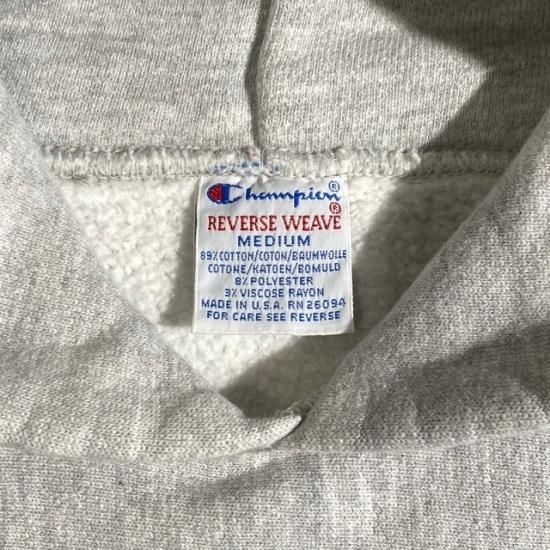 Champion®
REVERSE WEAVE®
MEDIUM
89% COTTON/COTON/BAUMWOLLE
COTONE/KATOEN/BOMULD
8% POLYESTER
3% VISCOSE RAYON
MADE IN U.S.A. RN 26094
FOR CARE SEE REVERSE